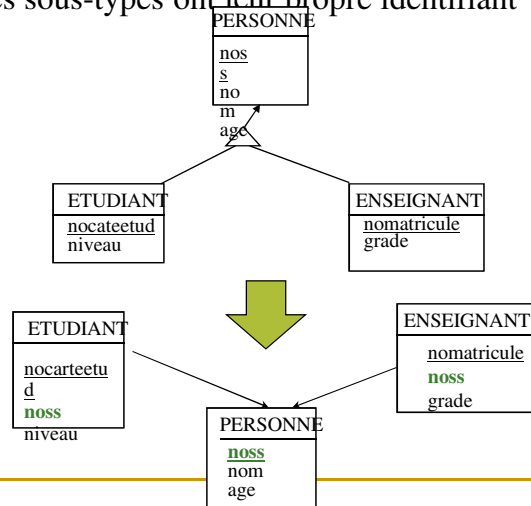 es sous-types ont leur propre identifiant
PERSONNE
nos
s
no
m
age
ETUDIANT
nocateetud
niveau
ENSEIGNANT
nomatricule
grade
ETUDIANT
nocarteetu
d
noss
niveau
ENSEIGNANT
nomatricule
noss
grade
PERSONNE
noss
nom
age